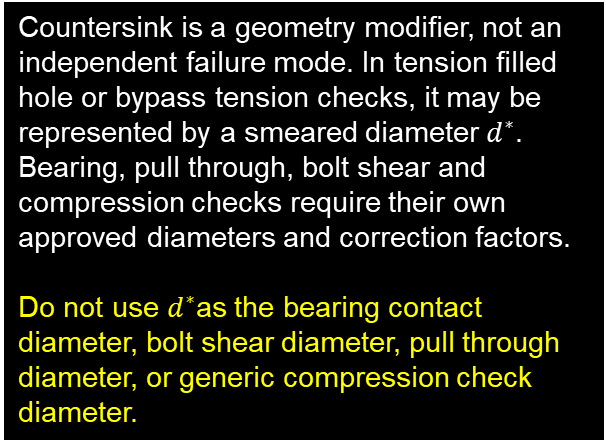 Countersink is a geometry modifier, not an
independent failure mode. In tension filled
hole or bypass tension checks, it may be
represented by a smeared diameter d*.
Bearing, pull through, bolt shear and
compression checks require their own
approved diameters and correction factors.
Do not use d*as the bearing contact
diameter, bolt shear diameter, pull through
diameter, or generic compression check
diameter.